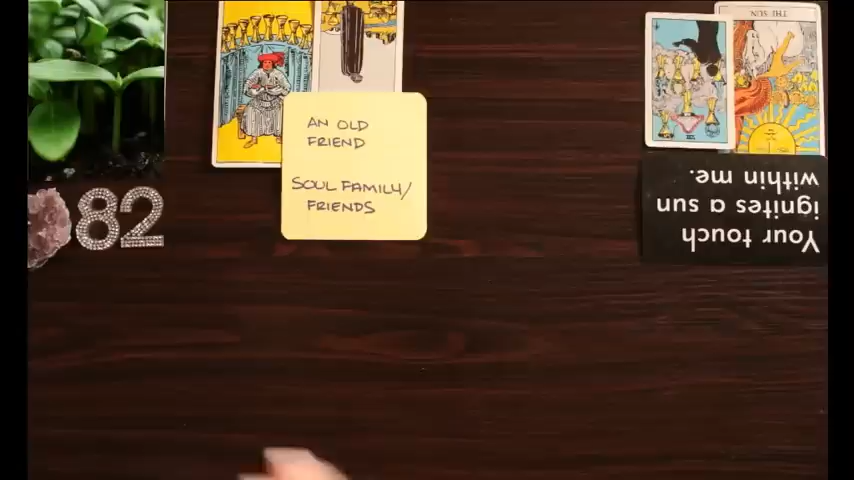 THE SUN
AN OLD
FRIEND
SOUL FAMILY/
FRIENDS
82
Your touch
ignites a sun
within me.